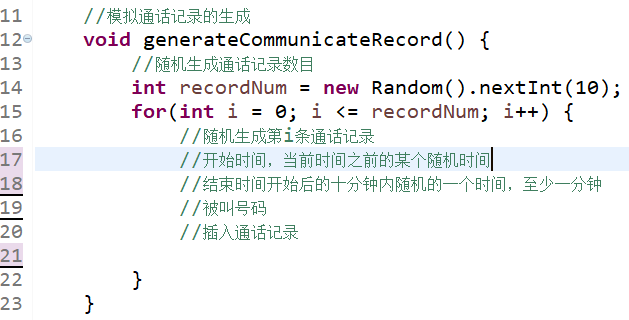 11 //模拟通话记录的生成
12 void generateCommunicateRecord() {
13 //随机生成通话记录数目
14 int recordNum = new Random().nextInt(10);
15 for(int i = 0; i <= recordNum; i++) {
16 //随机生成第i条通话记录
17 //开始时间，当前时间之前的某个随机时间
18 //结束时间开始后的十分钟内随机的一个时间，至少一分钟
19 //被叫号码
20 //插入通话记录
21
22 }
23 }